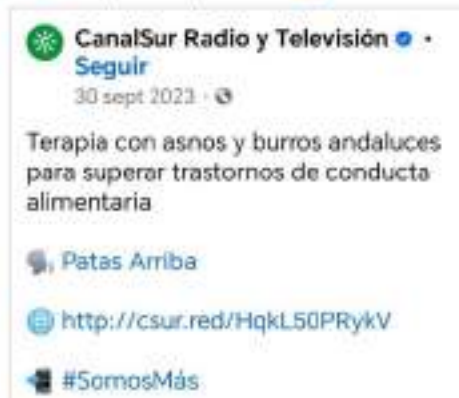 CanalSur Radio y Televisión ·
Seguir
30 sept 2023 ·
Terapia con asnos y burros andaluces
para superar trastornos de conducta
alimentaria
Patas Arriba
http://csur.red/HqkL50PRykV
#SomosMás